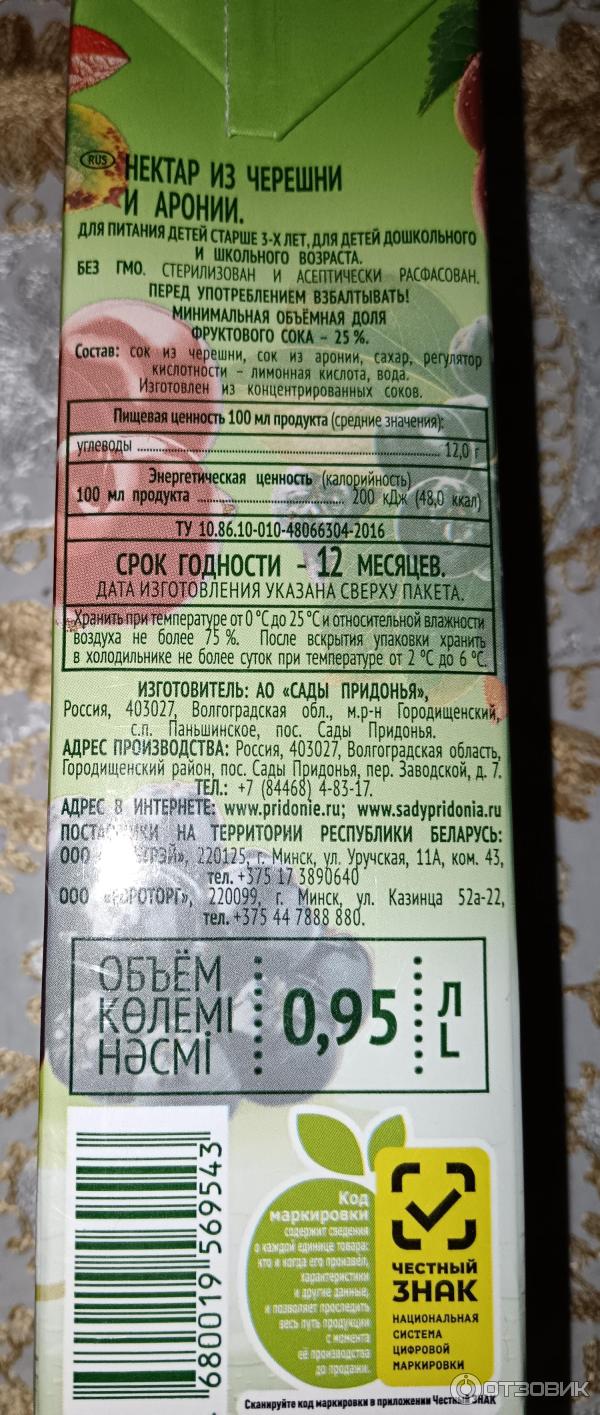 RUS НЕКТАР ИЗ ЧЕРЕШНИ
И АРОНИИ.
ДЛЯ ПИТАНИЯ ДЕТЕЙ СТАРШЕ 3-Х ЛЕТ, ДЛЯ ДЕТЕЙ ДОШКОЛЬНОГО
И ШКОЛЬНОГО ВОЗРАСТА.
БЕЗ ГМО. СТЕРИЛИЗОВАН И АСЕПТИЧЕСКИ РАСФАСОВАН.
ПЕРЕД УПОТРЕБЛЕНИЕМ ВЗБАЛТЫВАТЬ!
МИНИМАЛЬНАЯ ОБЪЁМНАЯ ДОЛЯ
ФРУКТОВОГО СОКА – 25 %.
Состав: сок из черешни, сок из аронии, сахар, регулятор
кислотности – лимонная кислота, вода.
Изготовлен из концентрированных соков.
Пищевая ценность 100 мл продукта (средние значения):
углеводы 12,0 г
Энергетическая ценность (калорийность)
100 мл продукта 200 кДж (48,0 ккал)
ТУ 10.86.10-010-48066304-2016
СРОК ГОДНОСТИ - 12 МЕСЯЦЕВ.
ДАТА ИЗГОТОВЛЕНИЯ УКАЗАНА СВЕРХУ ПАКЕТА.
Хранить при температуре от 0 °С до 25 °С и относительной влажности
воздуха не более 75 %. После вскрытия упаковки хранить
в холодильнике не более суток при температуре от 2 °С до 6 °С.
ИЗГОТОВИТЕЛЬ: АО «САДЫ ПРИДОНЬЯ»,
Россия, 403027, Волгоградская обл., м.р-н Городищенский,
с.п. Паньшинское, пос. Сады Придонья.
АДРЕС ПРОИЗВОДСТВА: Россия, 403027, Волгоградская область,
Городищенский район, пос. Сады Придонья, пер. Заводской, д. 7.
ТЕЛ.: +7 (84468) 4-83-17.
АДРЕС В ИНТЕРНЕТЕ: www.pridonie.ru; www.sadypridonia.ru
ПОСТАВЩИКИ НА ТЕРРИТОРИИ РЕСПУБЛИКИ БЕЛАРУСЬ:
ООО 220125, г. Минск, ул. Уручская, 11А, ком. 43,
тел. +375 17 3890640
ООО «ЕВРОТОРГ», 220099, г. Минск, ул. Казинца 52а-22,
тел. +375 44 7888 880.
ОБЪЁМ
КӨЛЕМІ
НӘСМІ
0,95 Л
L
680019 569543
Код
маркировки
содержит сведения
о каждой единице товара:
кто и когда его произвёл,
характеристики
и другие данные,
и позволяет проследить
весь путь продукции
с момента
её производства
до продажи.
ЧЕСТНЫЙ
ЗНАК
НАЦИОНАЛЬНАЯ
СИСТЕМА
ЦИФРОВОЙ
МАРКИРОВКИ
Сканируйте код маркировки в приложении Честный ЗНАК
ОТЗОВИК